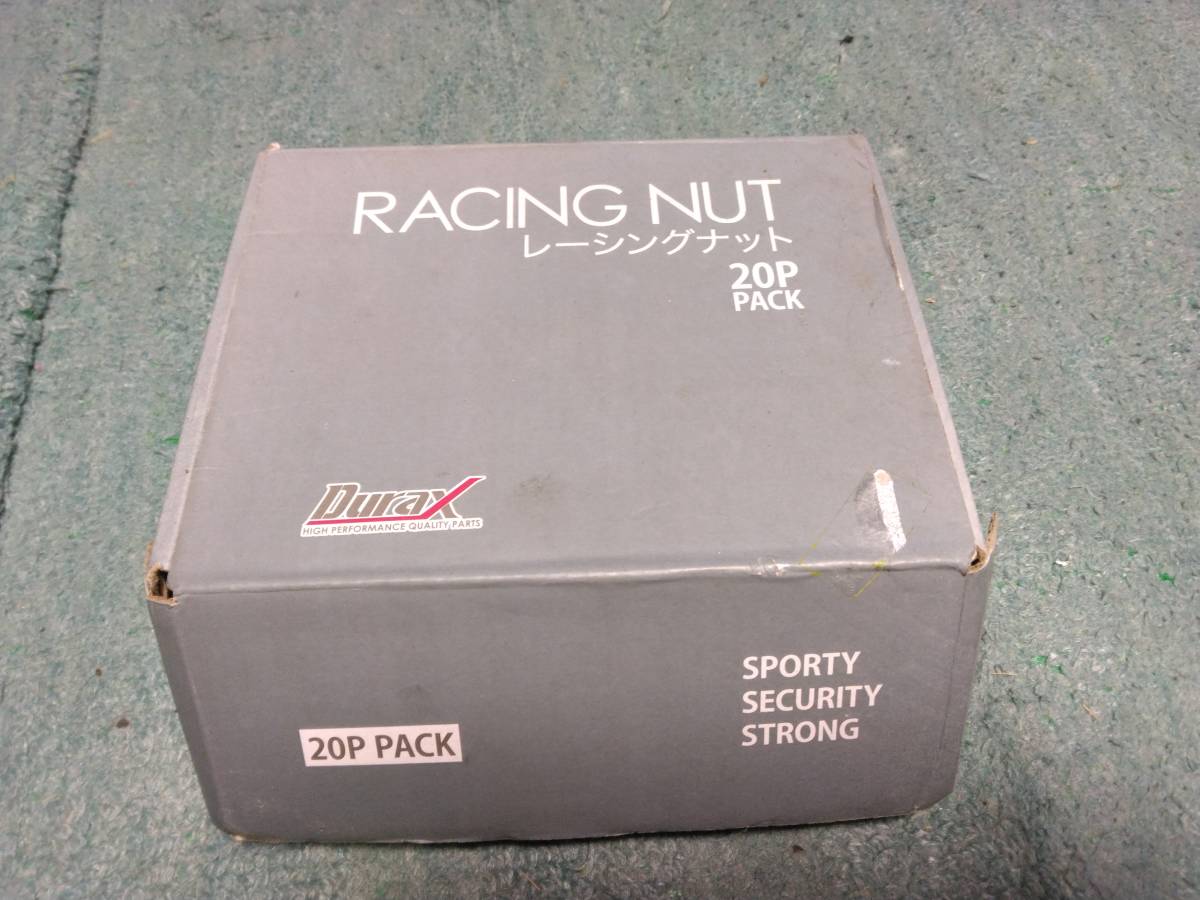 RACING NUT
レーシングナット
20P
PACK
Durax
HIGH PERFORMANCE QUALITY PARTS
20P PACK
SPORTY
SECURITY
STRONG